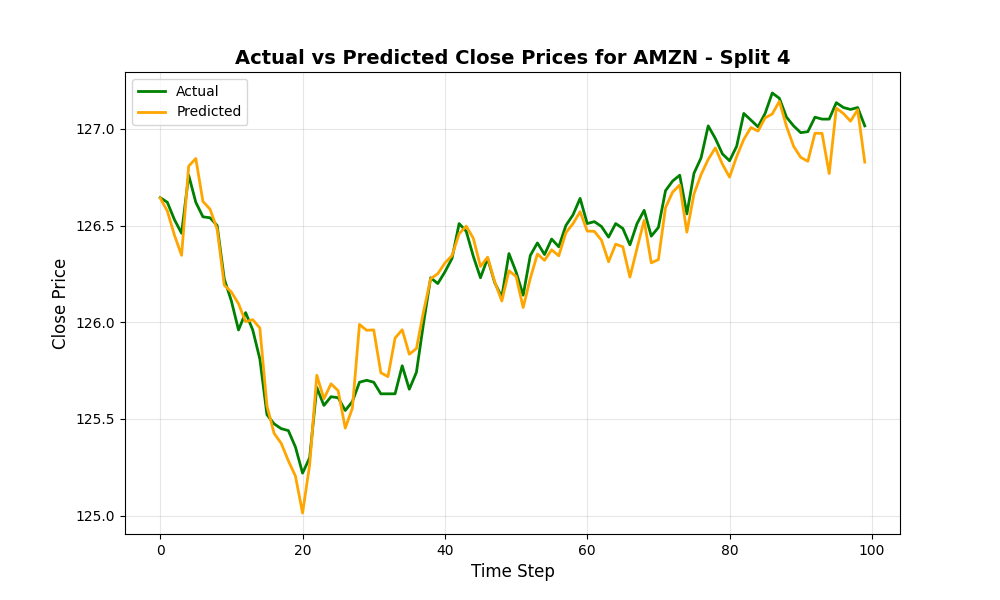 Actual vs Predicted Close Prices for AMZN - Split 4
Actual
Predicted
Close Price
127.0
126.5
126.0
125.5
125.0
0
20
40
60
80
100
Time Step